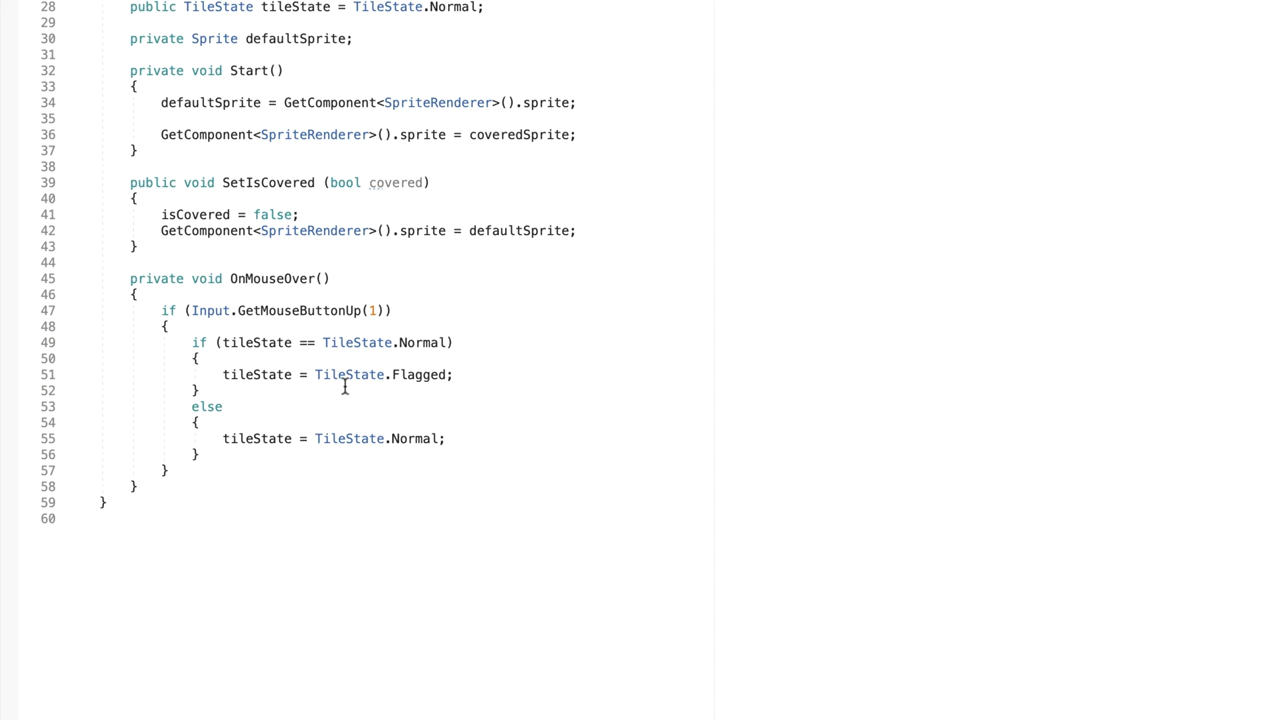 28 public TileState tileState = TileState.Normal;
29
30 private Sprite defaultSprite;
31
32 private void Start()
33 {
34 defaultSprite = GetComponent<SpriteRenderer>().sprite;
35
36 GetComponent<SpriteRenderer>().sprite = coveredSprite;
37 }
38
39 public void SetIsCovered (bool covered)
40 {
41 isCovered = false;
42 GetComponent<SpriteRenderer>().sprite = defaultSprite;
43 }
44
45 private void OnMouseOver()
46 {
47 if (Input.GetMouseButtonUp(1))
48 {
49 if (tileState == TileState.Normal)
50 {
51 tileState = TileState.Flagged;
52 }
53 else
54 {
55 tileState = TileState.Normal;
56 }
57 }
58 }
59 }
60